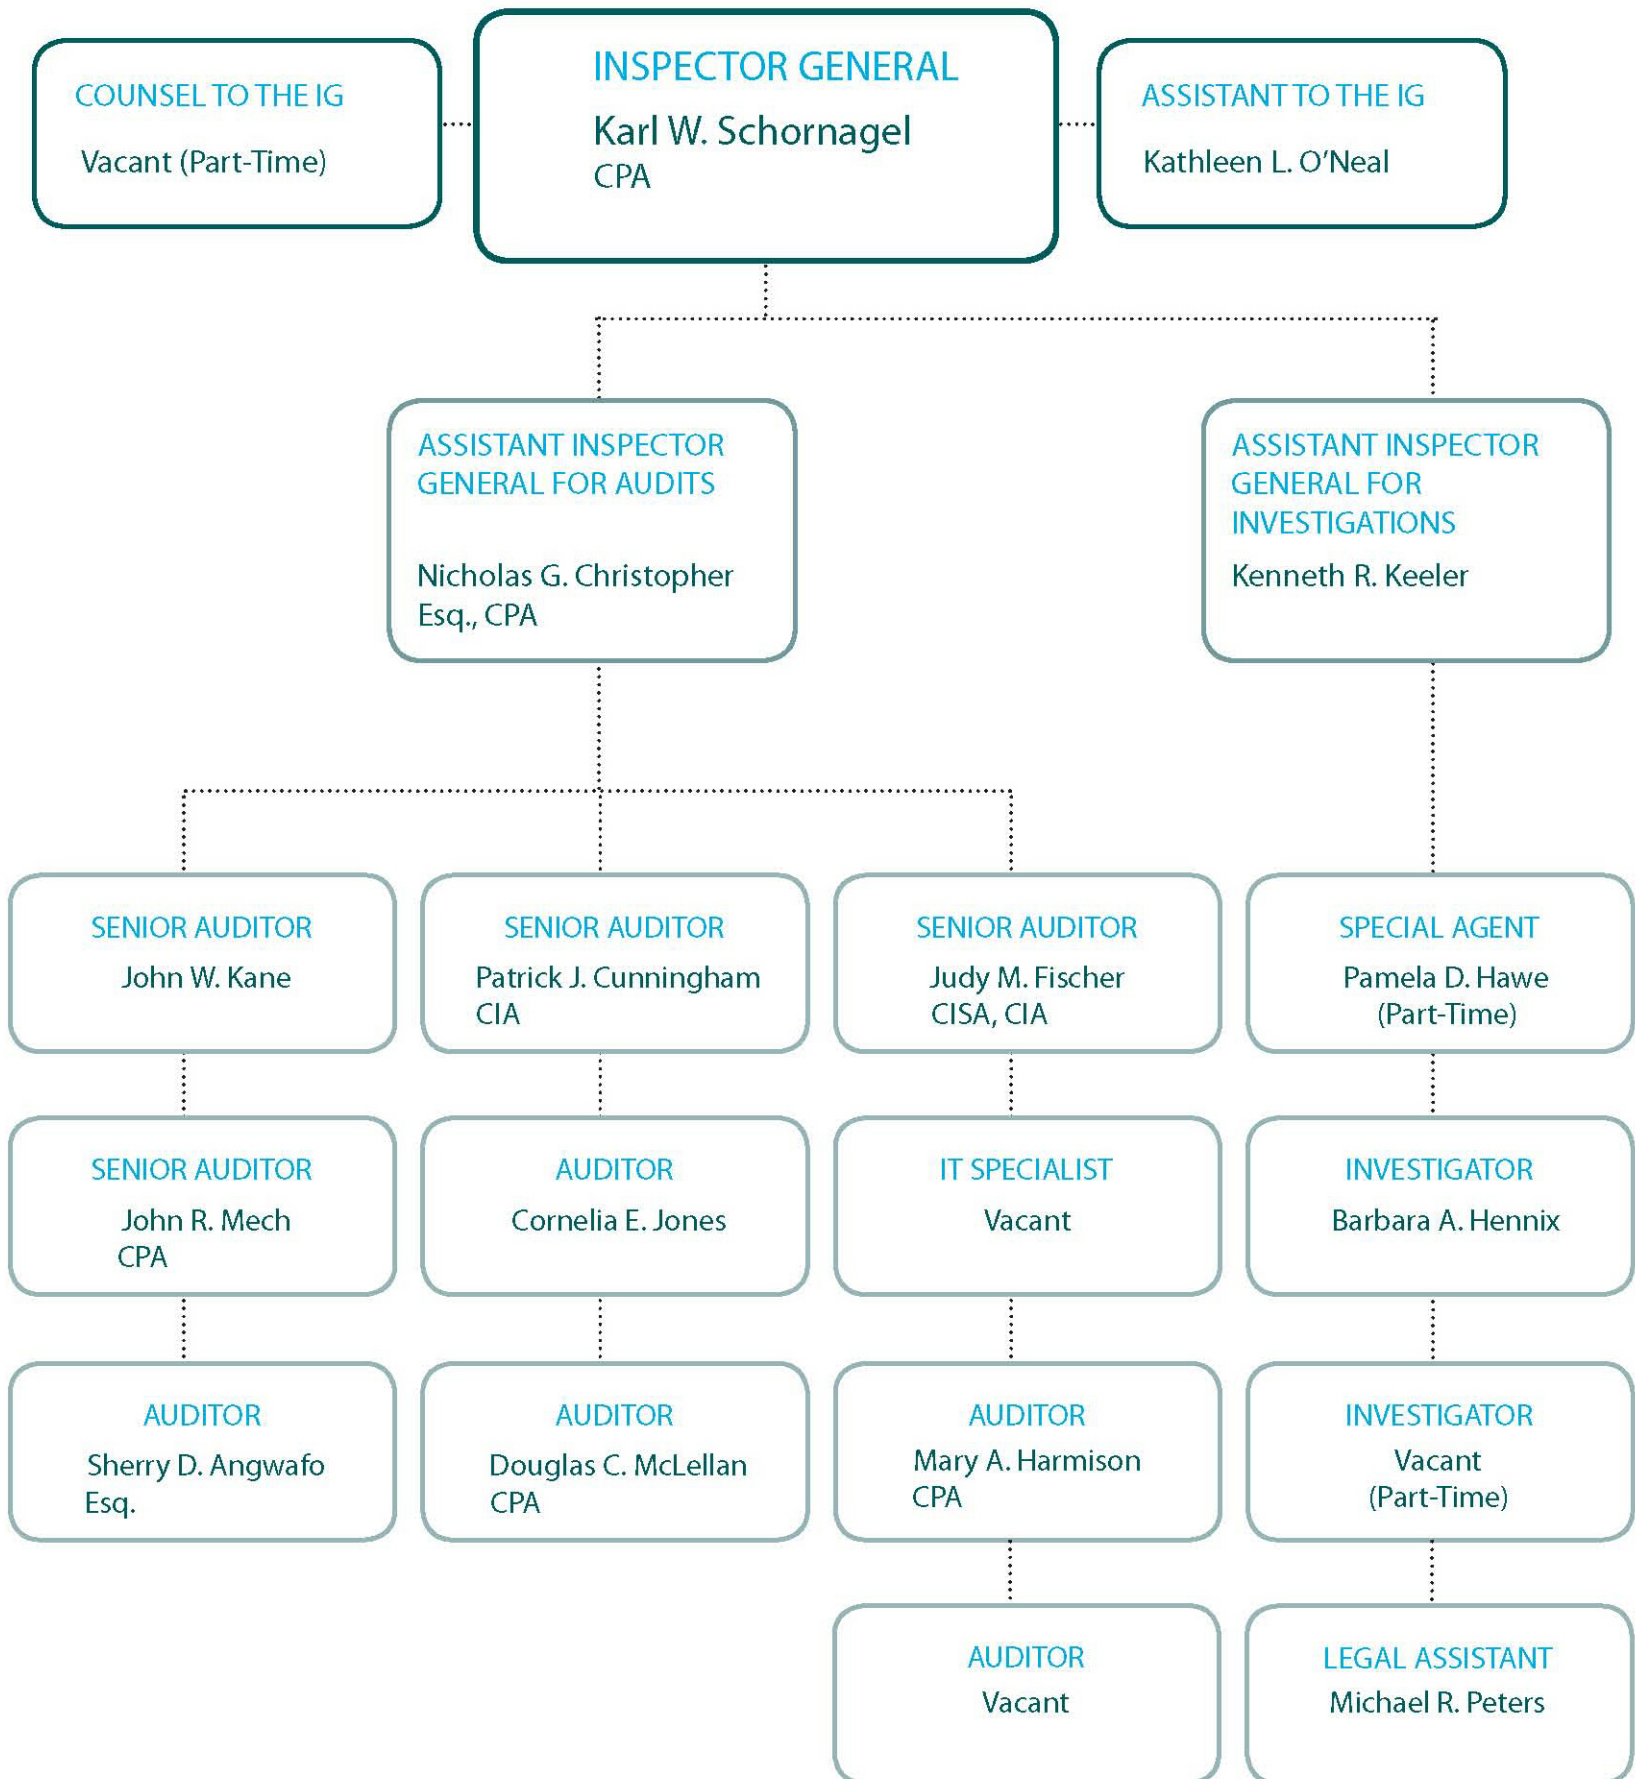 COUNSEL TO THE IG
Vacant (Part-Time)
INSPECTOR GENERAL
Karl W. Schornagel
CPA
ASSISTANT TO THE IG
Kathleen L. O'Neal
ASSISTANT INSPECTOR
GENERAL FOR AUDITS
Nicholas G. Christopher
Esq., CPA
ASSISTANT INSPECTOR
GENERAL FOR
INVESTIGATIONS
Kenneth R. Keeler
SENIOR AUDITOR
John W. Kane
SENIOR AUDITOR
Patrick J. Cunningham
CIA
SENIOR AUDITOR
Judy M. Fischer
CISA, CIA
SPECIAL AGENT
Pamela D. Hawe
(Part-Time)
SENIOR AUDITOR
John R. Mech
CPA
AUDITOR
Cornelia E. Jones
IT SPECIALIST
Vacant
INVESTIGATOR
Barbara A. Hennix
AUDITOR
Sherry D. Angwafo
Esq.
AUDITOR
Douglas C. McLellan
CPA
AUDITOR
Mary A. Harmison
CPA
INVESTIGATOR
Vacant
(Part-Time)
AUDITOR
Vacant
LEGAL ASSISTANT
Michael R. Peters